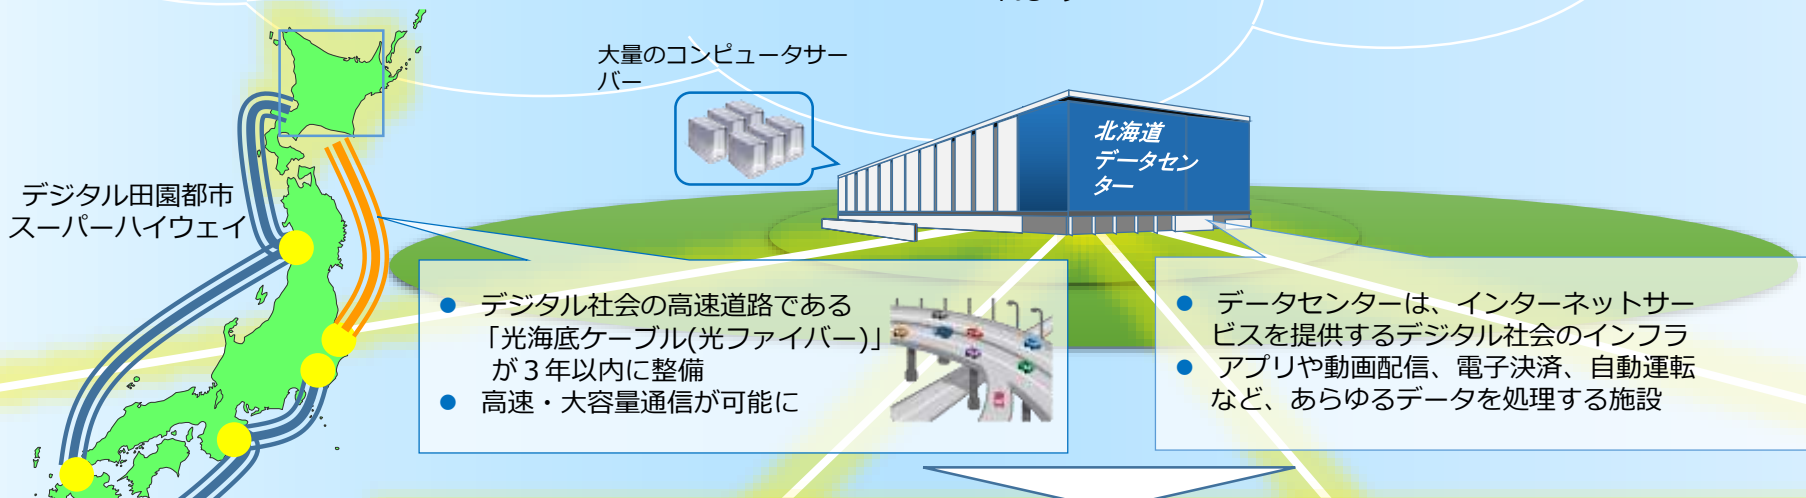 大量のコンピュータサー
バー
北海道
データセン
ター
デジタル田園都市
スーパーハイウェイ
● デジタル社会の高速道路である
「光海底ケーブル(光ファイバー)」
が３年以内に整備
● 高速・大容量通信が可能に
● データセンターは、インターネットサー
ビスを提供するデジタル社会のインフラ
● アプリや動画配信、電子決済、自動運転
など、あらゆるデータを処理する施設